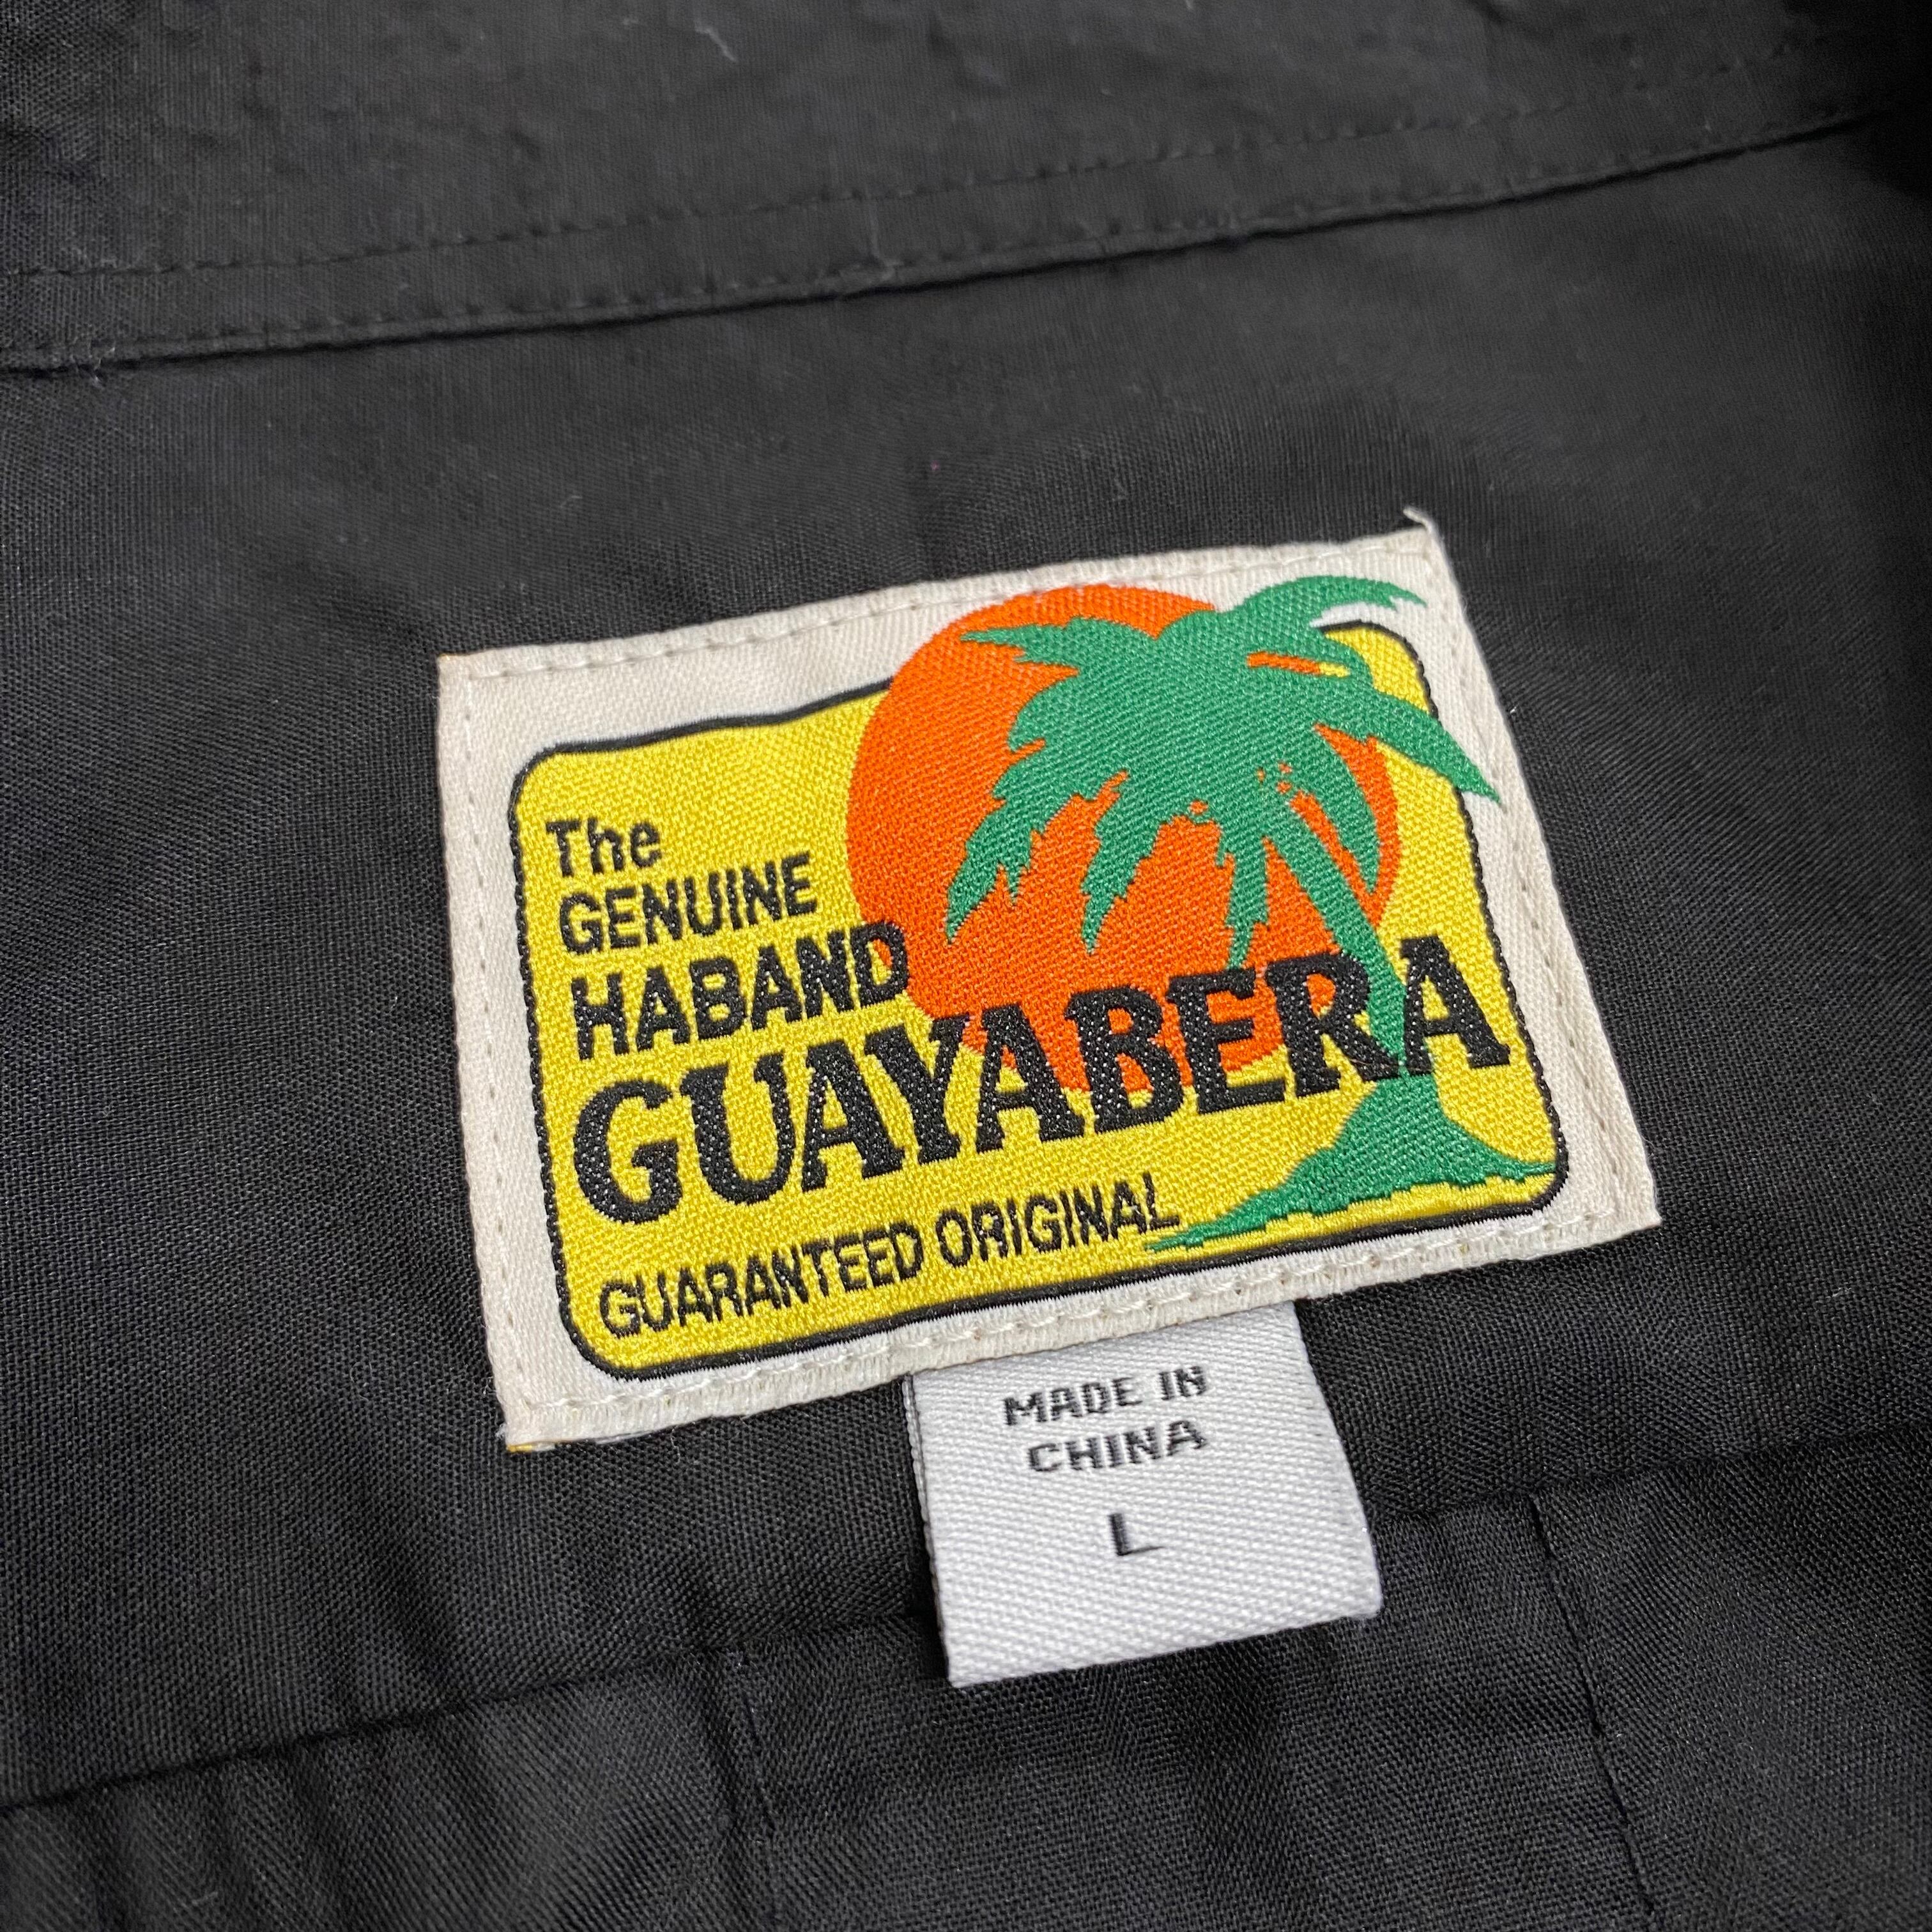 The
GENUINE
HABAND
GUAYABERA
GUARANTEED ORIGINAL
MADE IN
CHINA
L